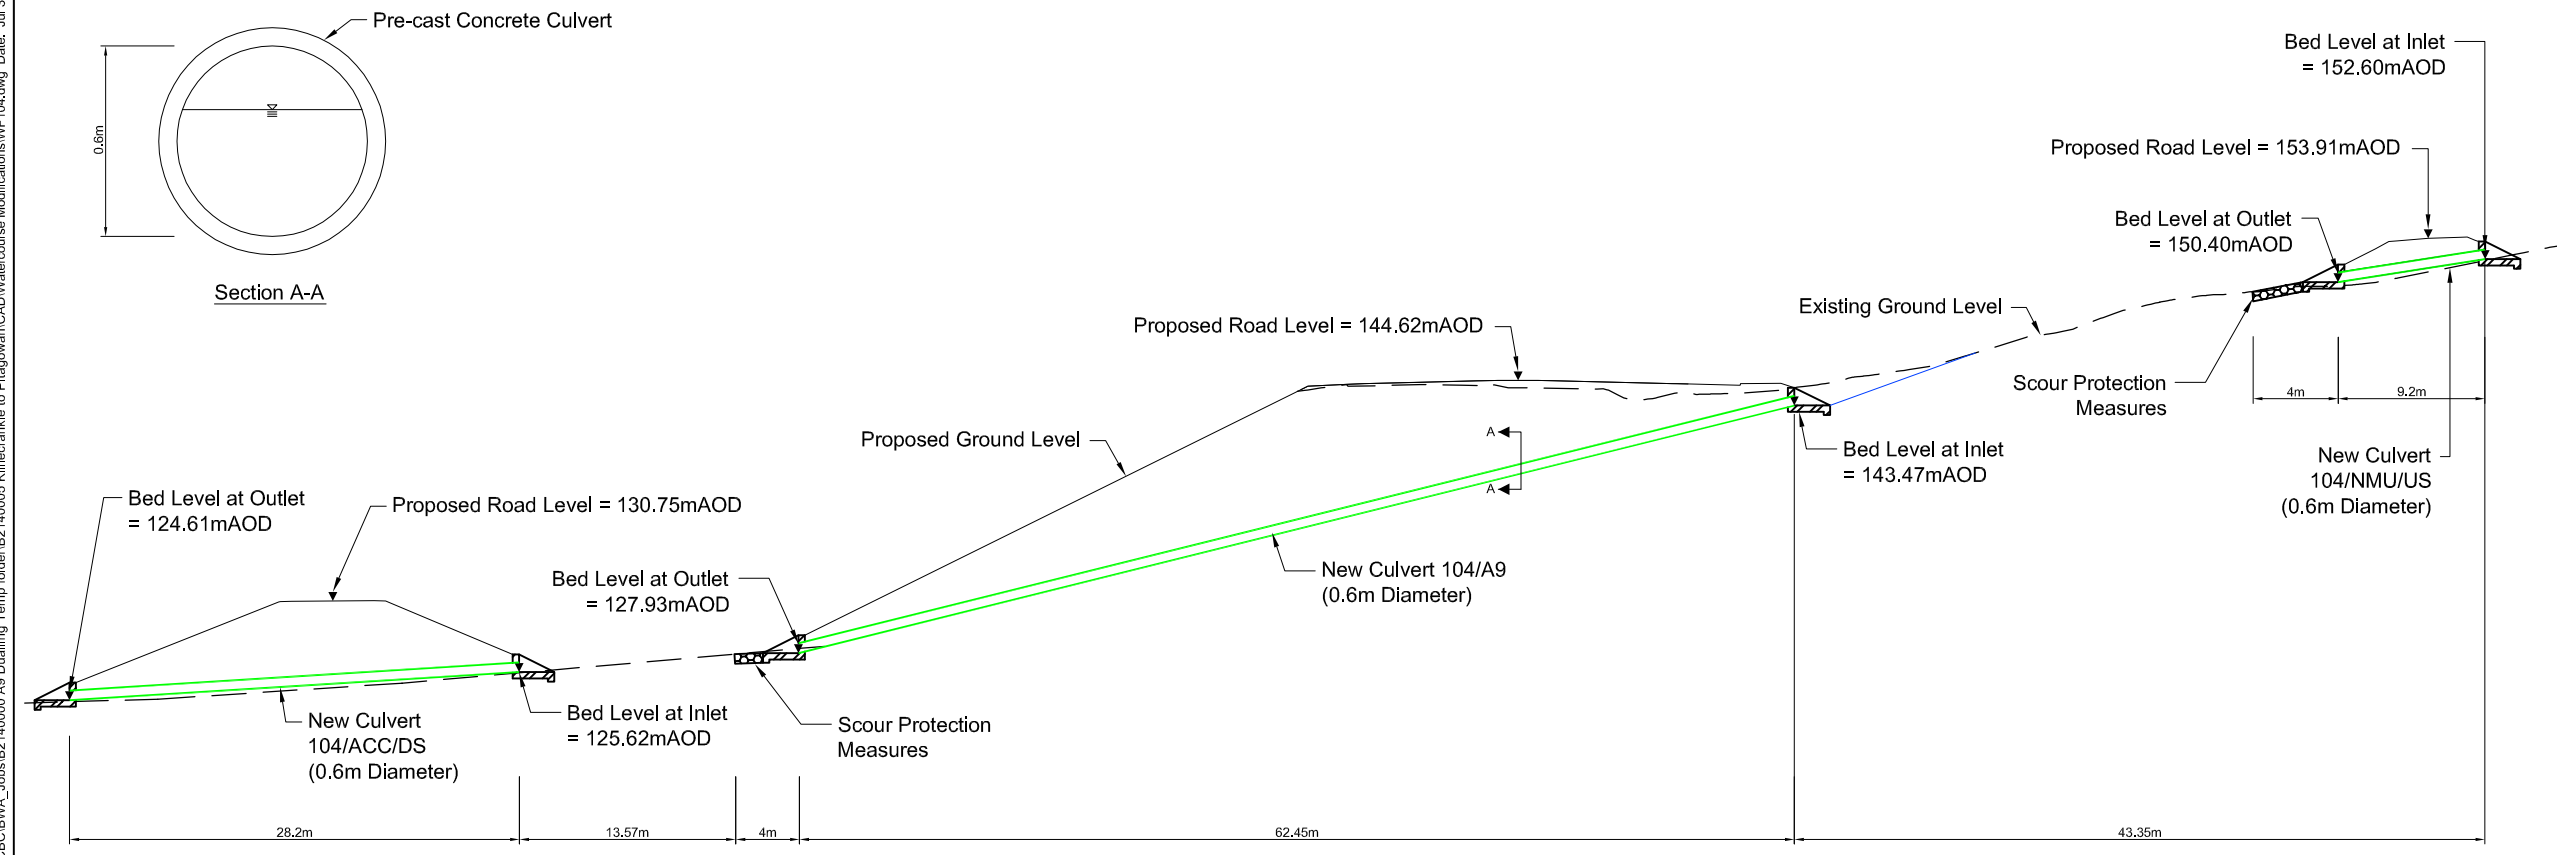 Pre-cast Concrete Culvert
0.6m
Section A-A
Bed Level at Inlet
= 152.60mAOD
Proposed Road Level = 153.91mAOD
Bed Level at Outlet
= 150.40mAOD
Existing Ground Level
Proposed Road Level = 144.62mAOD
Scour Protection
Measures
4m
9.2m
New Culvert
104/NMU/US
(0.6m Diameter)
Proposed Ground Level
A
A
Bed Level at Inlet
= 143.47mAOD
Bed Level at Outlet
= 124.61mAOD
Proposed Road Level = 130.75mAOD
Bed Level at Outlet
= 127.93mAOD
New Culvert 104/A9
(0.6m Diameter)
New Culvert
104/ACC/DS
(0.6m Diameter)
Bed Level at Inlet
= 125.62mAOD
Scour Protection
Measures
28.2m
13.57m
4m
62.45m
43.35m